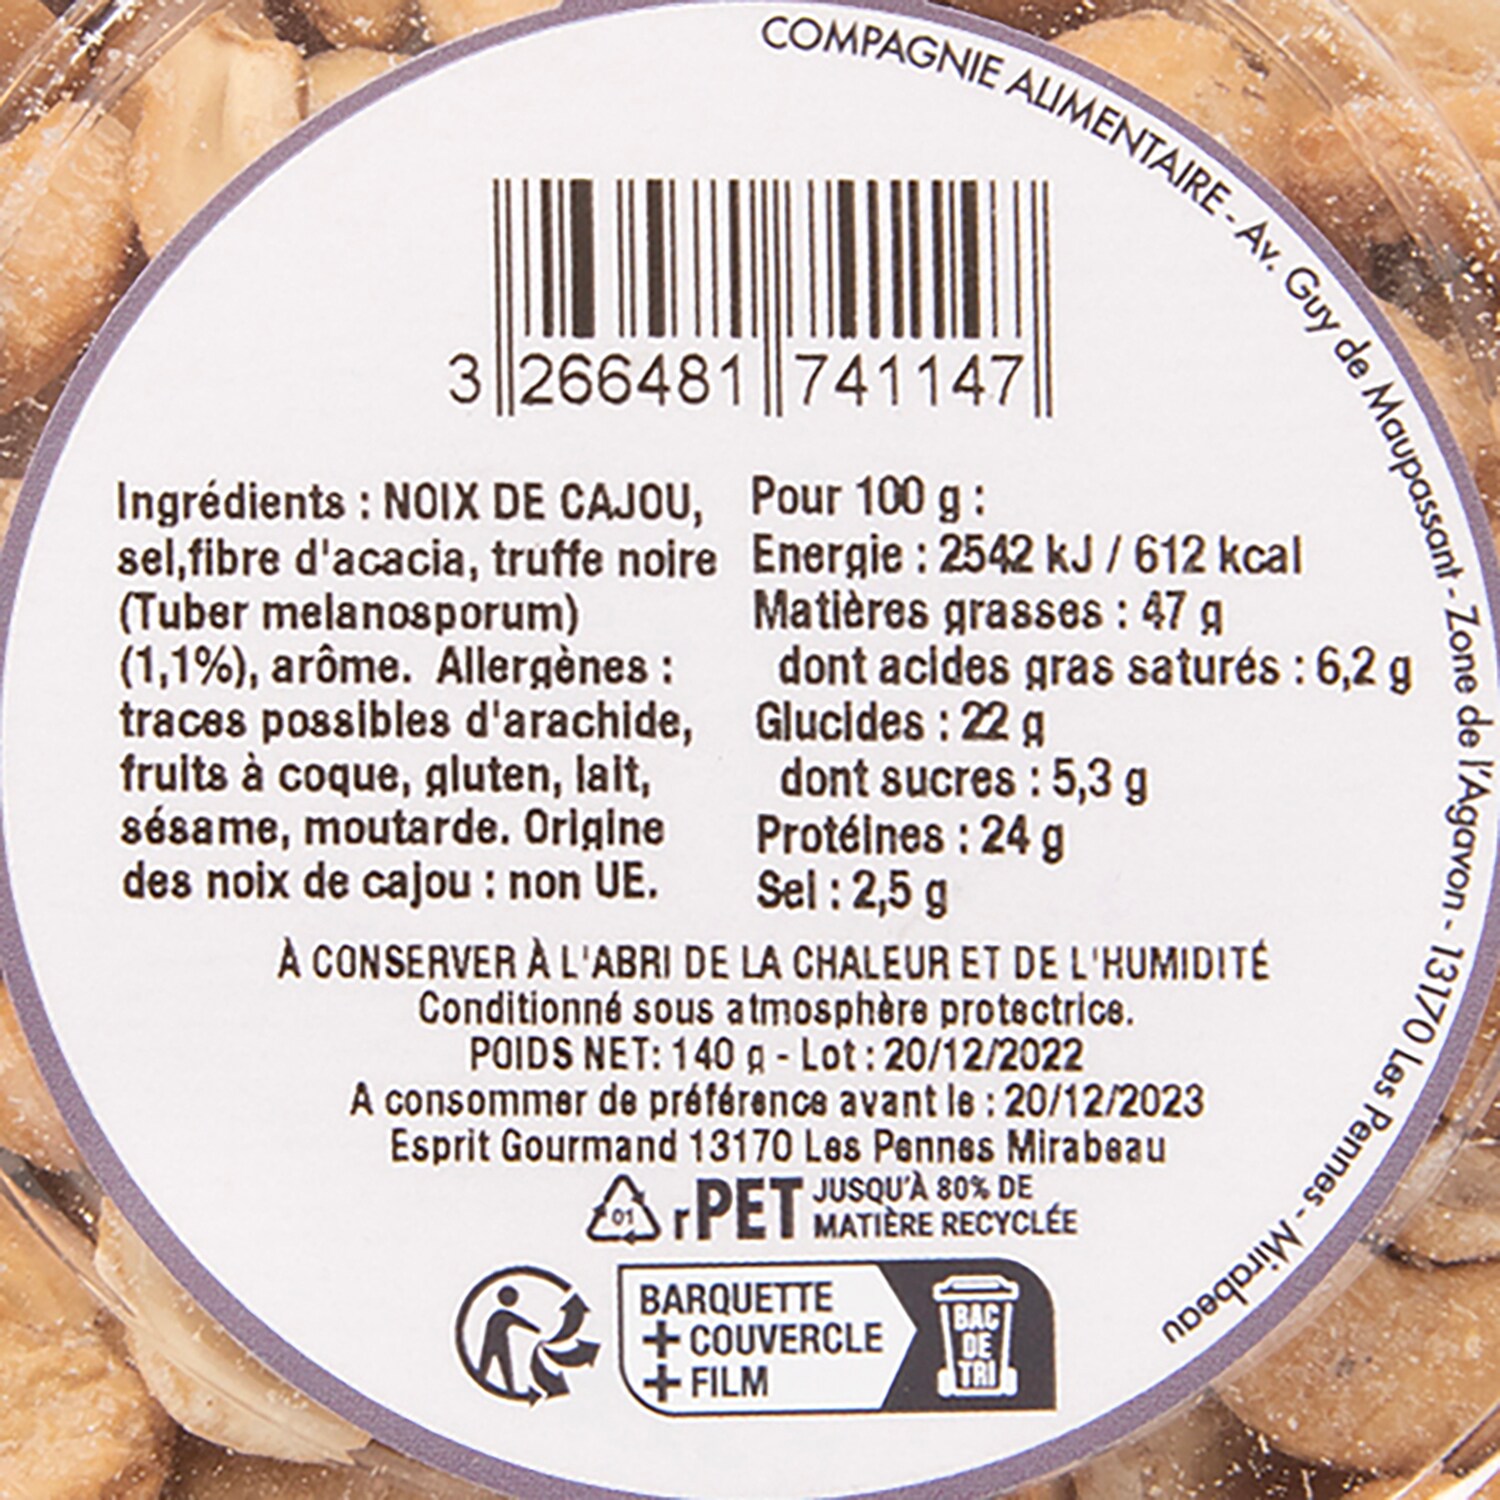 COMPAGNIE ALIMENTAIRE - Av. Guy de Maupassant - Zone de l'Agavon - 13170 Les Pennes - Mirabeau
3 266481 741147
Ingrédients : NOIX DE CAJOU,
sel,fibre d'acacia, truffe noire
(Tuber melanosporum)
(1,1%), arôme. Allergènes :
traces possibles d'arachide,
fruits à coque, gluten, lait,
sésame, moutarde. Origine
des noix de cajou : non UE.
Pour 100 g :
Energie : 2542 kJ / 612 kcal
Matières grasses : 47 g
dont acides gras saturés : 6,2 g
Glucides : 22 g
dont sucres : 5,3 g
Protéines : 24 g
Sel : 2,5 g
À CONSERVER À L'ABRI DE LA CHALEUR ET DE L'HUMIDITÉ
Conditionné sous atmosphère protectrice.
POIDS NET: 140 g - Lot : 20/12/2022
A consommer de préférence avant le : 20/12/2023
Esprit Gourmand 13170 Les Pennes Mirabeau
01 rPET JUSQU'À 80% DE
MATIÈRE RECYCLÉE
BARQUETTE
+ COUVERCLE
+ FILM
BAC
DE
TRI